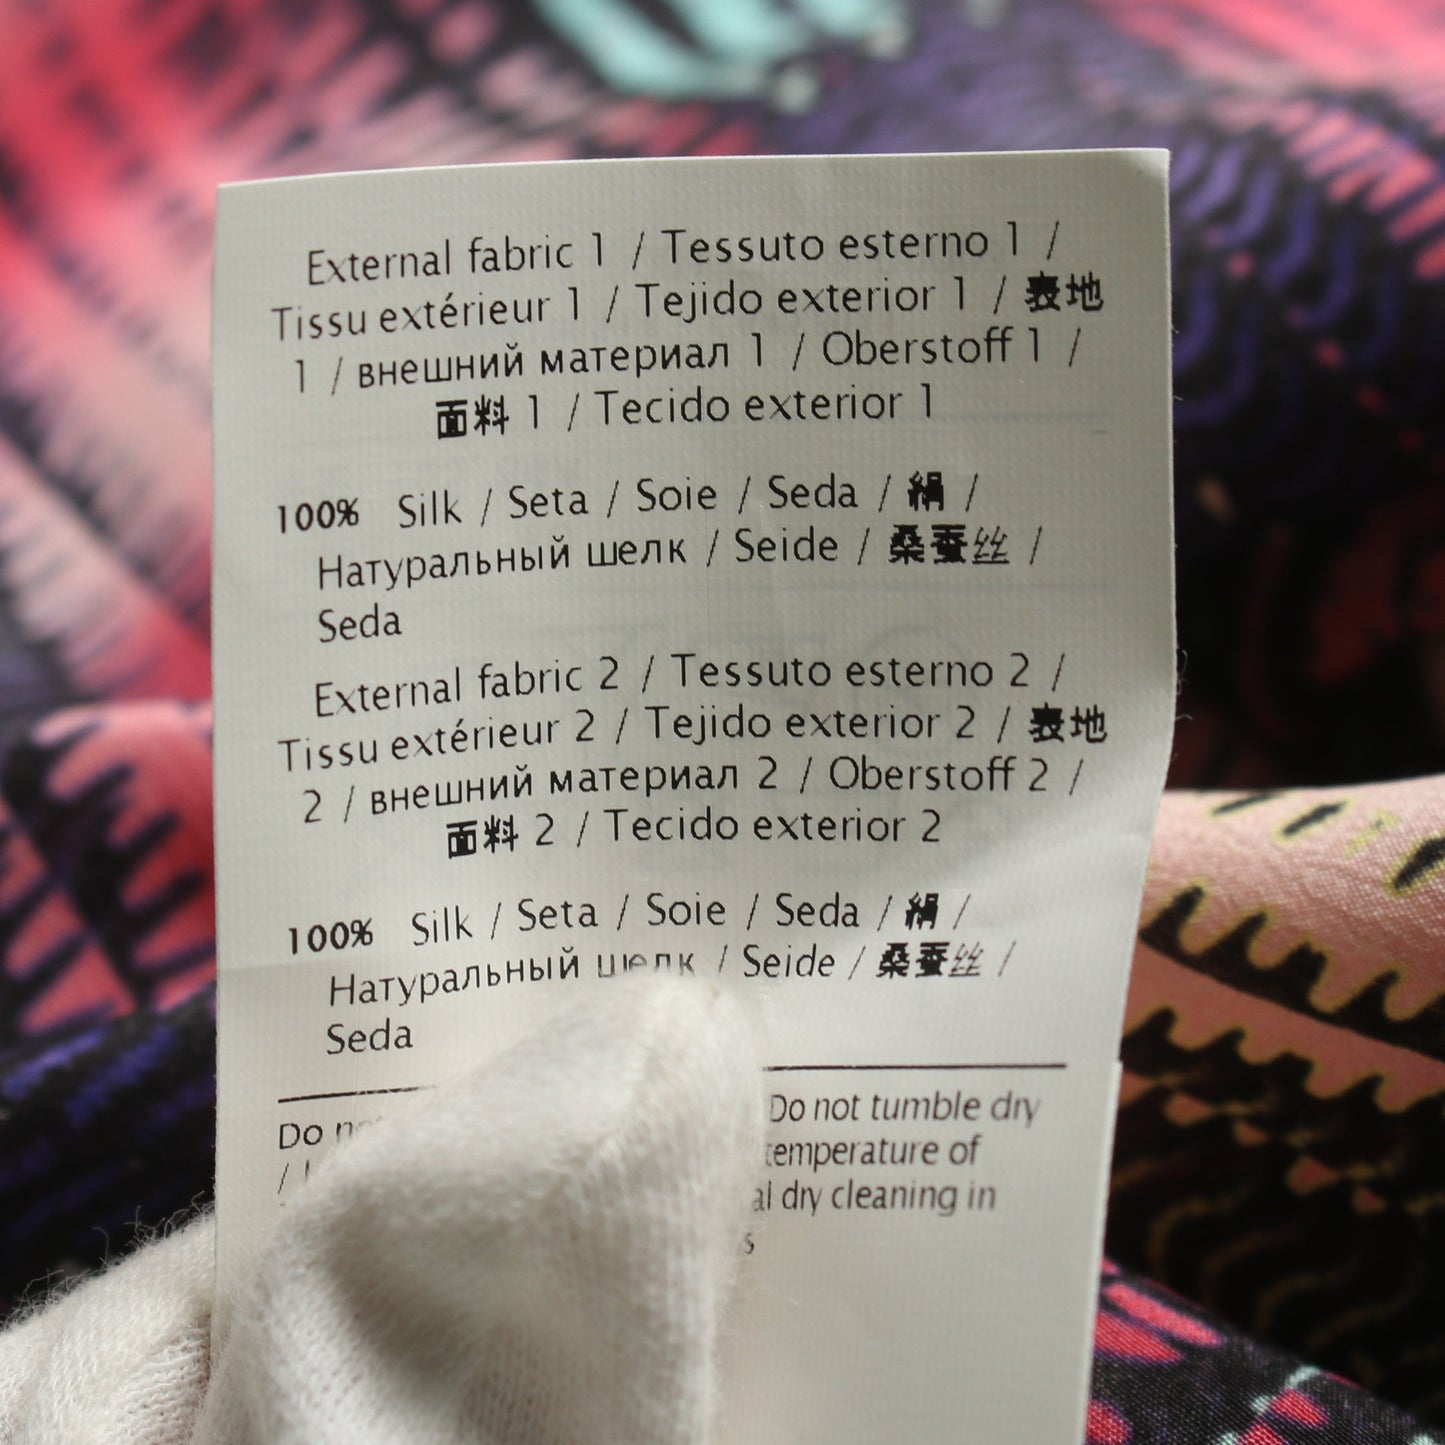 External fabric 1 / Tessuto esterno 1 /
Tissu extérieur 1 / Tejido exterior 1 / 表地
1 / внешний материал 1 / Oberstoff 1 /
面料 1 / Tecido exterior 1
100% Silk / Seta / Soie / Seda / 絹 /
Натуральный шелк / Seide / 桑蚕丝 /
Seda
External fabric 2 / Tessuto esterno 2 /
Tissu extérieur 2 / Tejido exterior 2 / 表地
2 / внешний материал 2 / Oberstoff 2 /
面料 2 / Tecido exterior 2
100% Silk / Seta / Soie / Seda / 絹 /
Натуральный шелк / Seide / 桑蚕丝 /
Seda
Do Do not tumble dry
/ temperature of
dry cleaning in